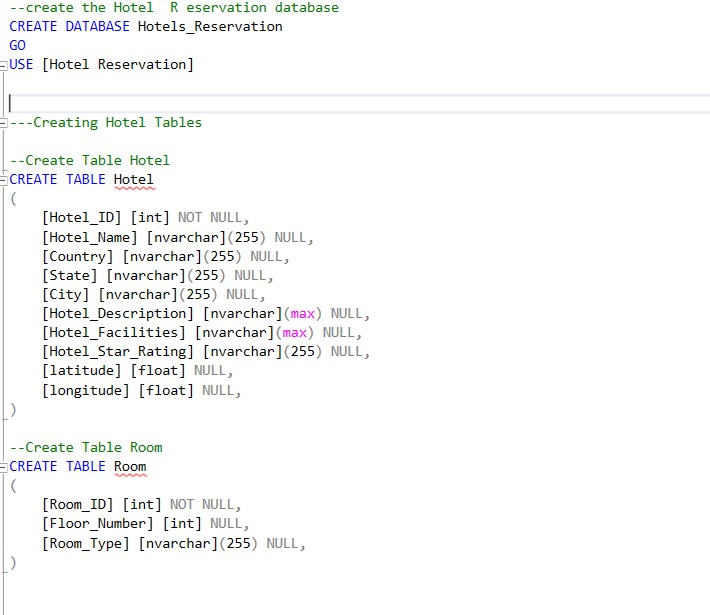 --create the Hotel  R eservation database
CREATE DATABASE Hotels_Reservation
GO
USE [Hotel Reservation]
---Creating Hotel Tables
--Create Table Hotel
CREATE TABLE Hotel
(
[Hotel_ID] [int] NOT NULL,
[Hotel_Name] [nvarchar](255) NULL,
[Country] [nvarchar](255) NULL,
[State] [nvarchar](255) NULL,
[City] [nvarchar](255) NULL,
[Hotel_Description] [nvarchar](max) NULL,
[Hotel_Facilities] [nvarchar](max) NULL,
[Hotel_Star_Rating] [nvarchar](255) NULL,
[latitude] [float] NULL,
[longitude] [float] NULL,
)
--Create Table Room
CREATE TABLE Room
(
[Room_ID] [int] NOT NULL,
[Floor_Number] [int] NULL,
[Room_Type] [nvarchar](255) NULL,
)